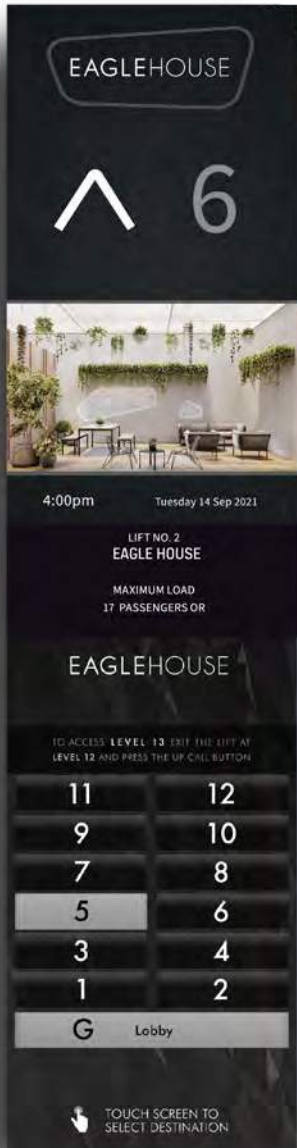 EAGLEHOUSE
6
4:00pm Tuesday 14 Sep 2021
LIFT NO. 2
EAGLE HOUSE
MAXIMUM LOAD
17 PASSENGERS OR
EAGLEHOUSE
TO ACCESS LEVEL 13 EXIT THE LIFT AT
LEVEL 12 AND PRESS THE UP CALL BUTTON
11 12
9 10
7 8
5 6
3 4
1 2
G Lobby
TOUCH SCREEN TO
SELECT DESTINATION